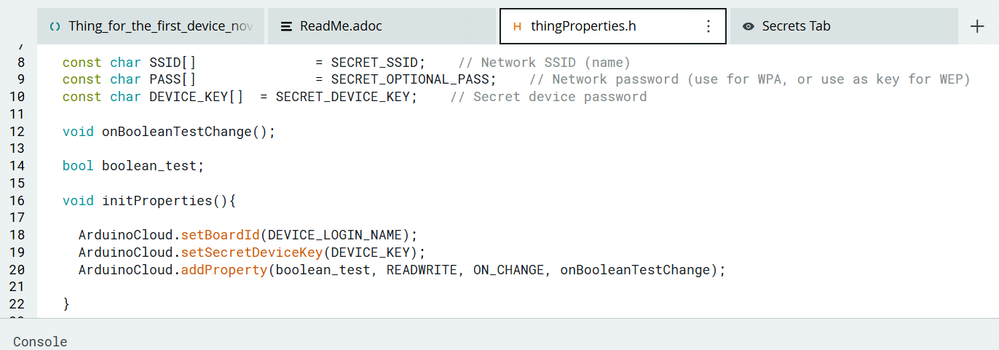 Thing_for_the_first_device_nov ReadMe.adoc thingProperties.h Secrets Tab
8 const char SSID[] = SECRET_SSID; // Network SSID (name)
9 const char PASS[] = SECRET_OPTIONAL_PASS; // Network password (use for WPA, or use as key for WEP)
10 const char DEVICE_KEY[] = SECRET_DEVICE_KEY; // Secret device password
11
12 void onBooleanTestChange();
13
14 bool boolean_test;
15
16 void initProperties(){
17
18 ArduinoCloud.setBoardId(DEVICE_LOGIN_NAME);
19 ArduinoCloud.setSecretDeviceKey(DEVICE_KEY);
20 ArduinoCloud.addProperty(boolean_test, READWRITE, ON_CHANGE, onBooleanTestChange);
21
22 }
Console